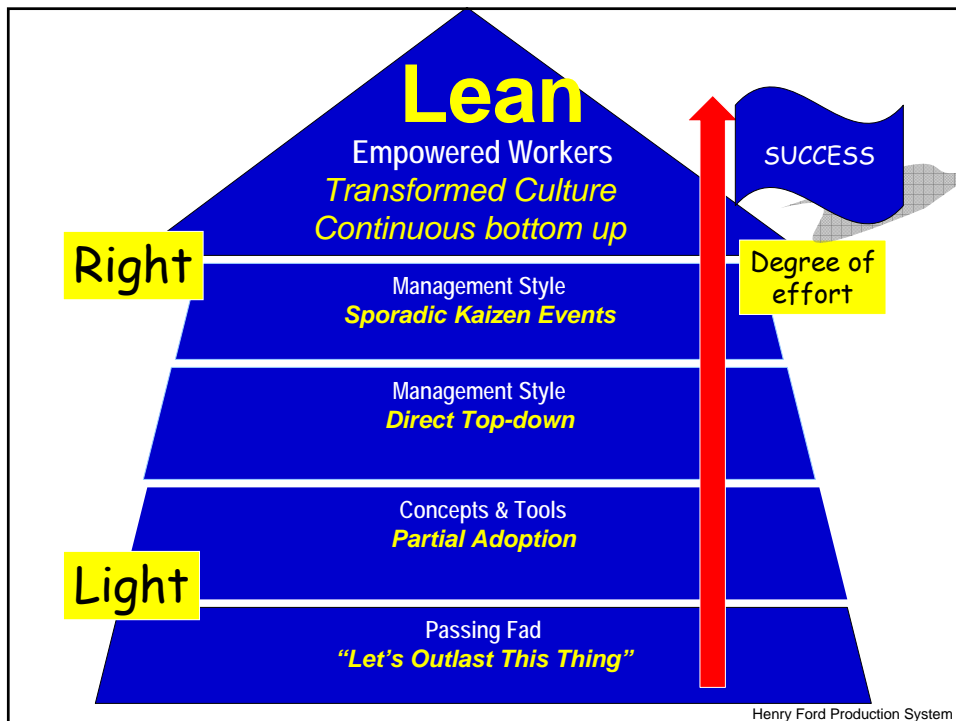 Lean
Empowered Workers
Transformed Culture
Continuous bottom up
SUCCESS
Right
Degree of
effort
Management Style
Sporadic Kaizen Events
Management Style
Direct Top-down
Concepts & Tools
Partial Adoption
Light
Passing Fad
“Let’s Outlast This Thing”
Henry Ford Production System